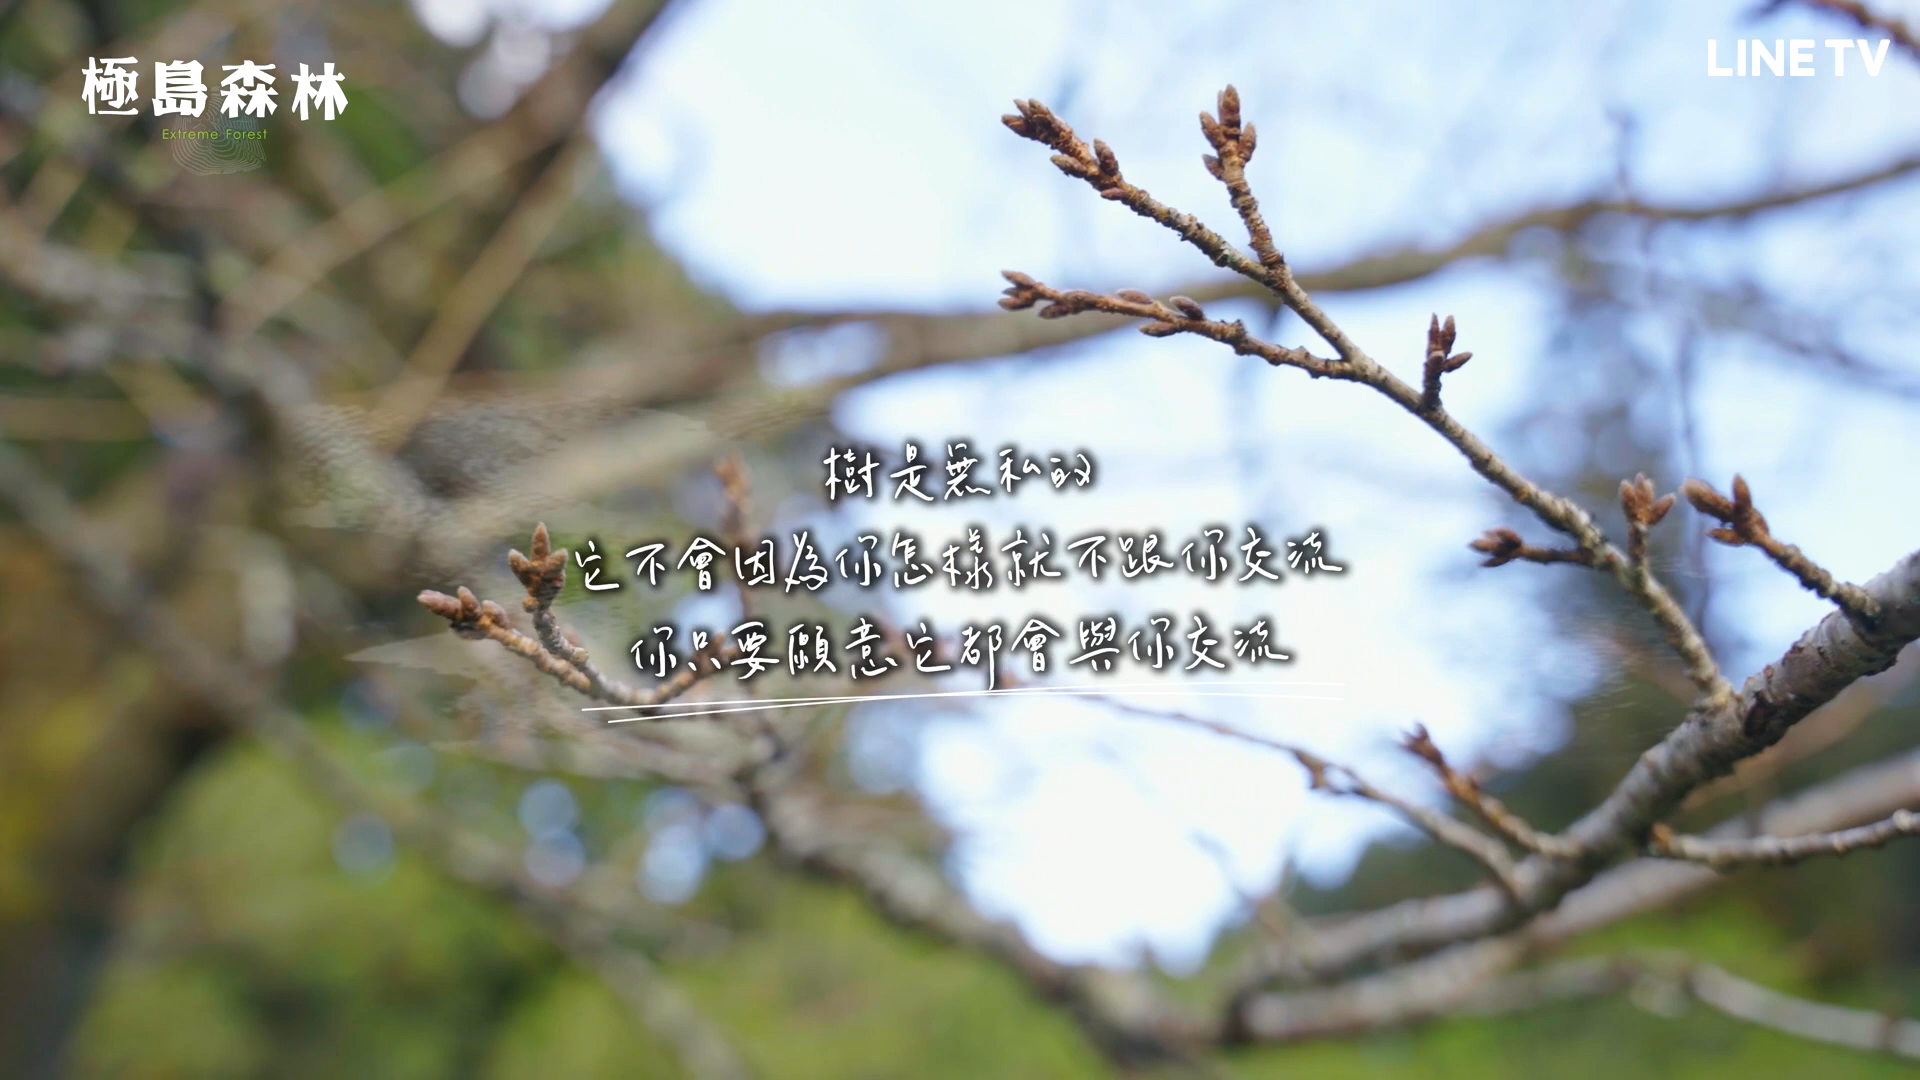 極島森林
Extreme Forest
LINE TV
樹是無私的
它不會因為你怎樣就不跟你交流
你只要願意它都會與你交流